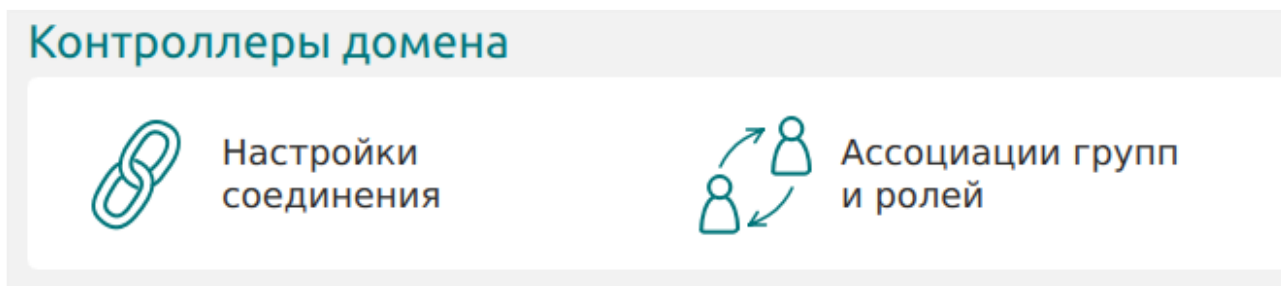 Контроллеры домена
Настройки
соединения
Ассоциации групп
и ролей